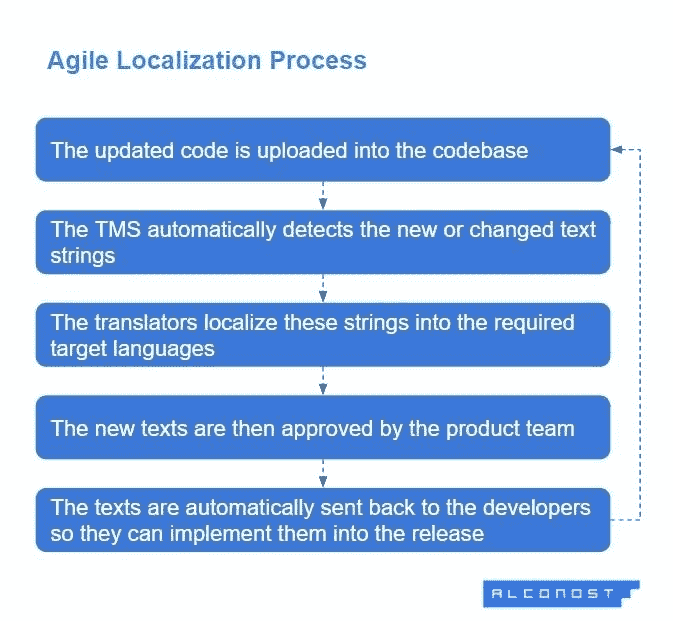 Agile Localization Process
The updated code is uploaded into the codebase
The TMS automatically detects the new or changed text
strings
The translators localize these strings into the required
target languages
The new texts are then approved by the product team
The texts are automatically sent back to the developers
so they can implement them into the release
ALCONOST